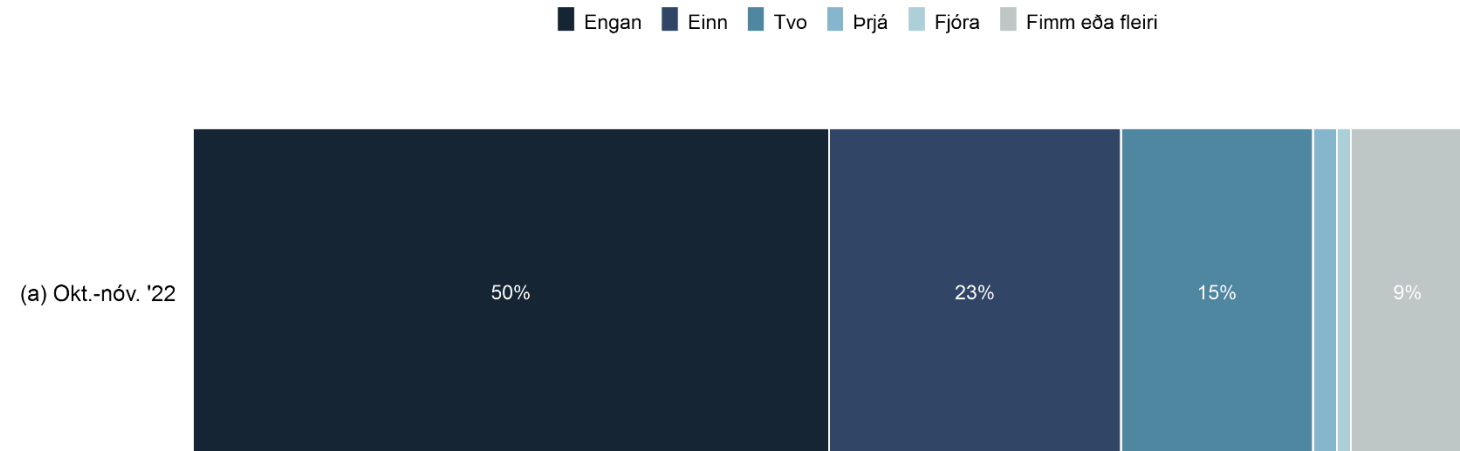 Engan Einn Tvo Þrjá Fjóra Fimm eða fleiri
(a) Okt.-nóv. '22 50% 23% 15% 9%